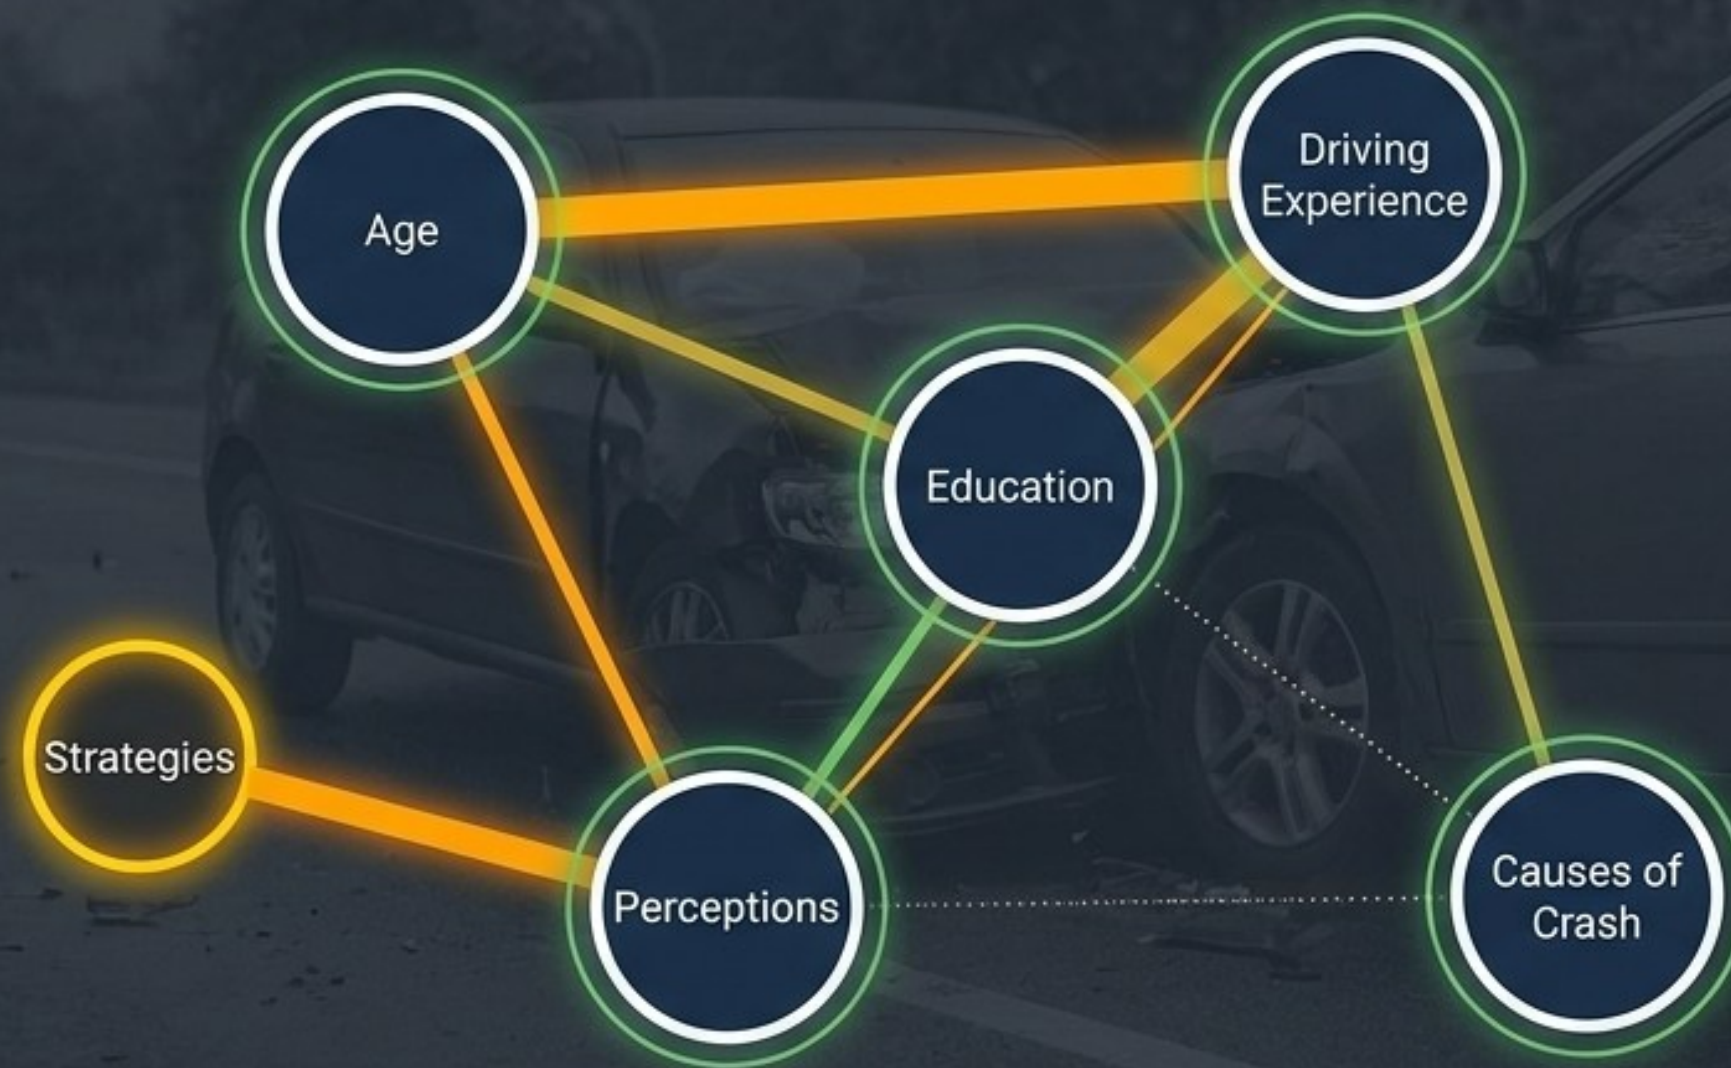 Age
Driving
Experience
Education
Strategies
Perceptions
Causes of
Crash